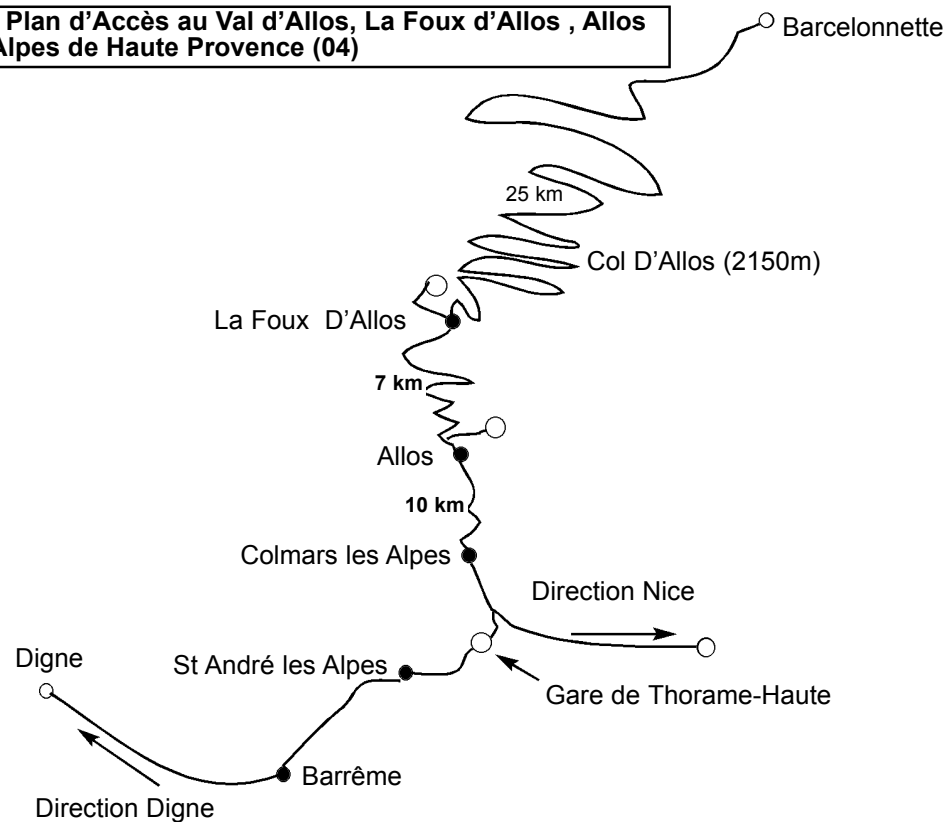 Plan d'Accès au Val d'Allos, La Foux d'Allos , Allos
Alpes de Haute Provence (04)
Barcelonnette
25 km
Col D'Allos (2150m)
La Foux D'Allos
7 km
Allos
10 km
Colmars les Alpes
Direction Nice
Digne
St André les Alpes
Gare de Thorame-Haute
Barrême
Direction Digne